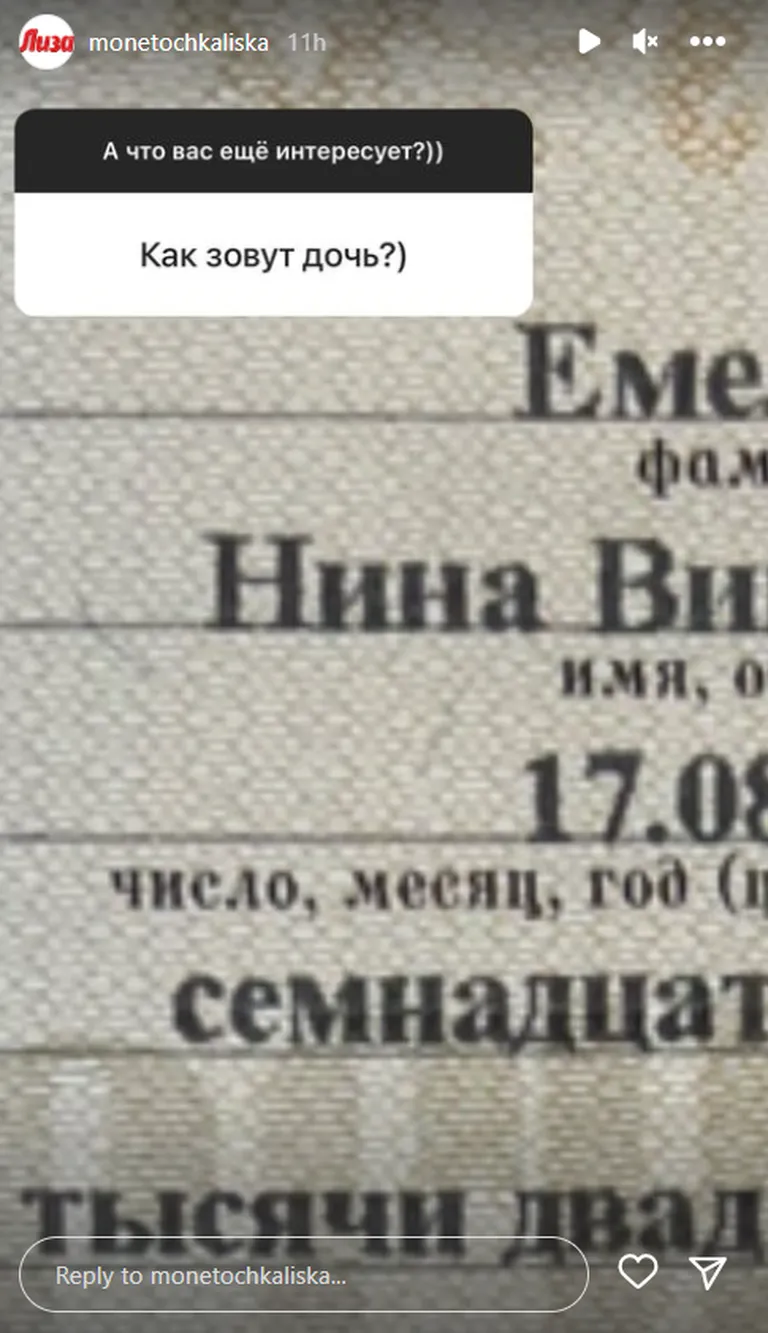 Лиза monetochkaliska 11h
А что вас ещё интересует?))
Как зовут дочь?)
Еме
фам
Нина Ви
имя, о
17.08
число, месяц, год (
семнадцат
тысячи двад
Reply to monetochkaliska...